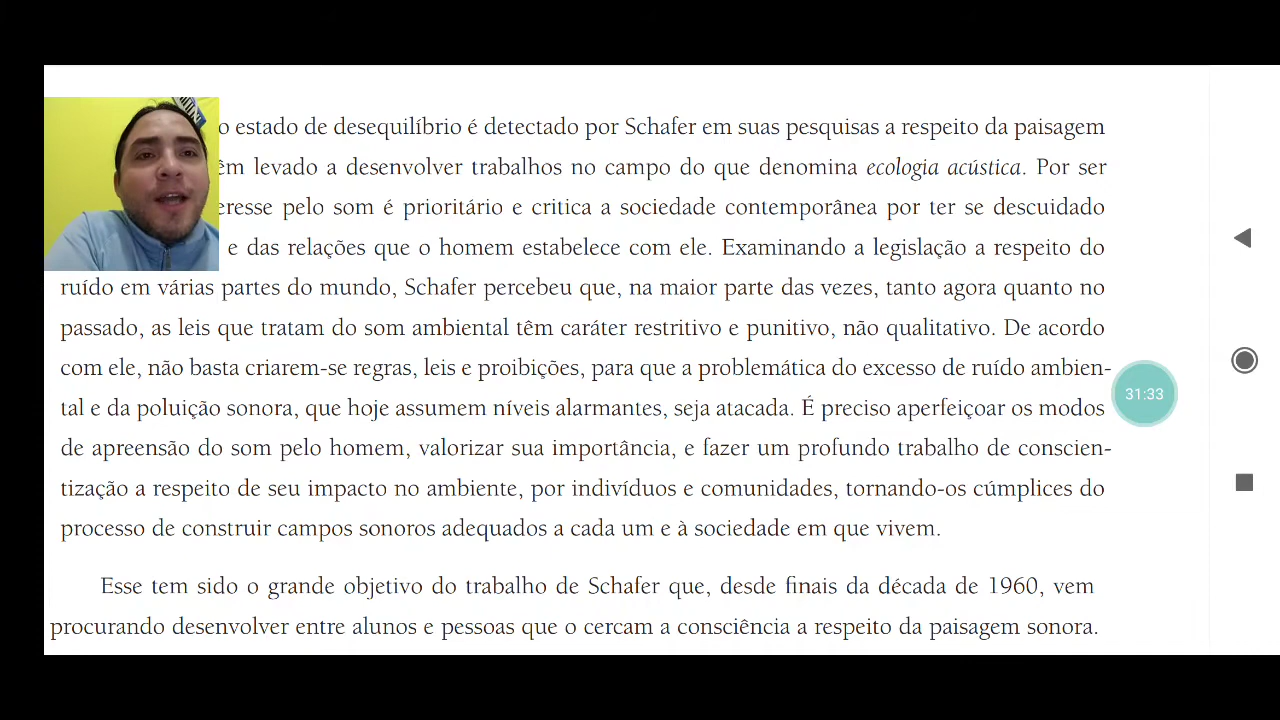 o estado de desequilíbrio é detectado por Schafer em suas pesquisas a respeito da paisagem
levado a desenvolver trabalhos no campo do que denomina ecologia acústica. Por ser
pelo som é prioritário e critica a sociedade contemporânea por ter se descuidado
e das relações que o homem estabelece com ele. Examinando a legislação a respeito do
ruído em várias partes do mundo, Schafer percebeu que, na maior parte das vezes, tanto agora quanto no
passado, as leis que tratam do som ambiental têm caráter restritivo e punitivo, não qualitativo. De acordo
com ele, não basta criarem-se regras, leis e proibições, para que a problemática do excesso de ruído ambien-
tal e da poluição sonora, que hoje assumem níveis alarmantes, seja atacada. É preciso aperfeiçoar os modos
de apreensão do som pelo homem, valorizar sua importância, e fazer um profundo trabalho de conscien-
tização a respeito de seu impacto no ambiente, por indivíduos e comunidades, tornando-os cúmplices do
processo de construir campos sonoros adequados a cada um e à sociedade em que vivem.
Esse tem sido o grande objetivo do trabalho de Schafer que, desde finais da década de 1960, vem
procurando desenvolver entre alunos e pessoas que o cercam a consciência a respeito da paisagem sonora.
31:33